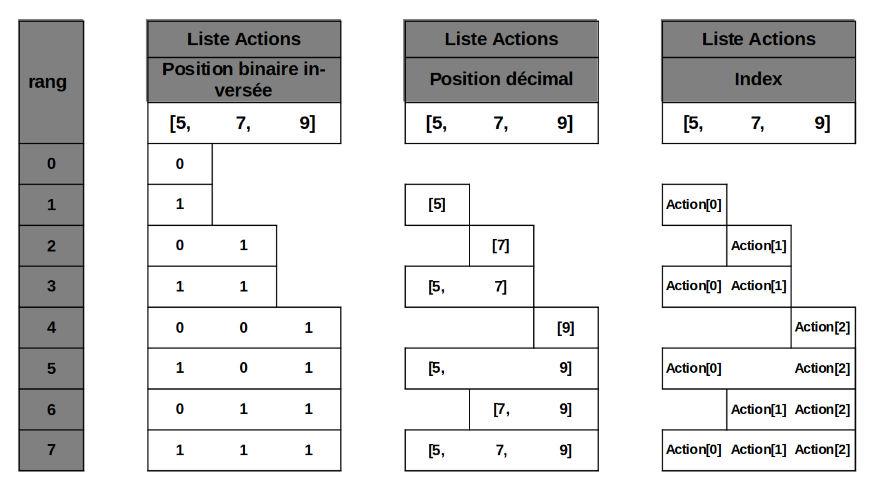 Liste Actions Liste Actions Liste Actions
rang Position binaire in-
versée Position décimal Index
[5, 7, 9] [5, 7, 9] [5, 7, 9]
0 0
1 1 [5] Action[0]
2 0 1 [7] Action[1]
3 1 1 [5, 7] Action[0] Action[1]
4 0 0 1 [9] Action[2]
5 1 0 1 [5, 9] Action[0] Action[2]
6 0 1 1 [7, 9] Action[1] Action[2]
7 1 1 1 [5, 7, 9] Action[0] Action[1] Action[2]